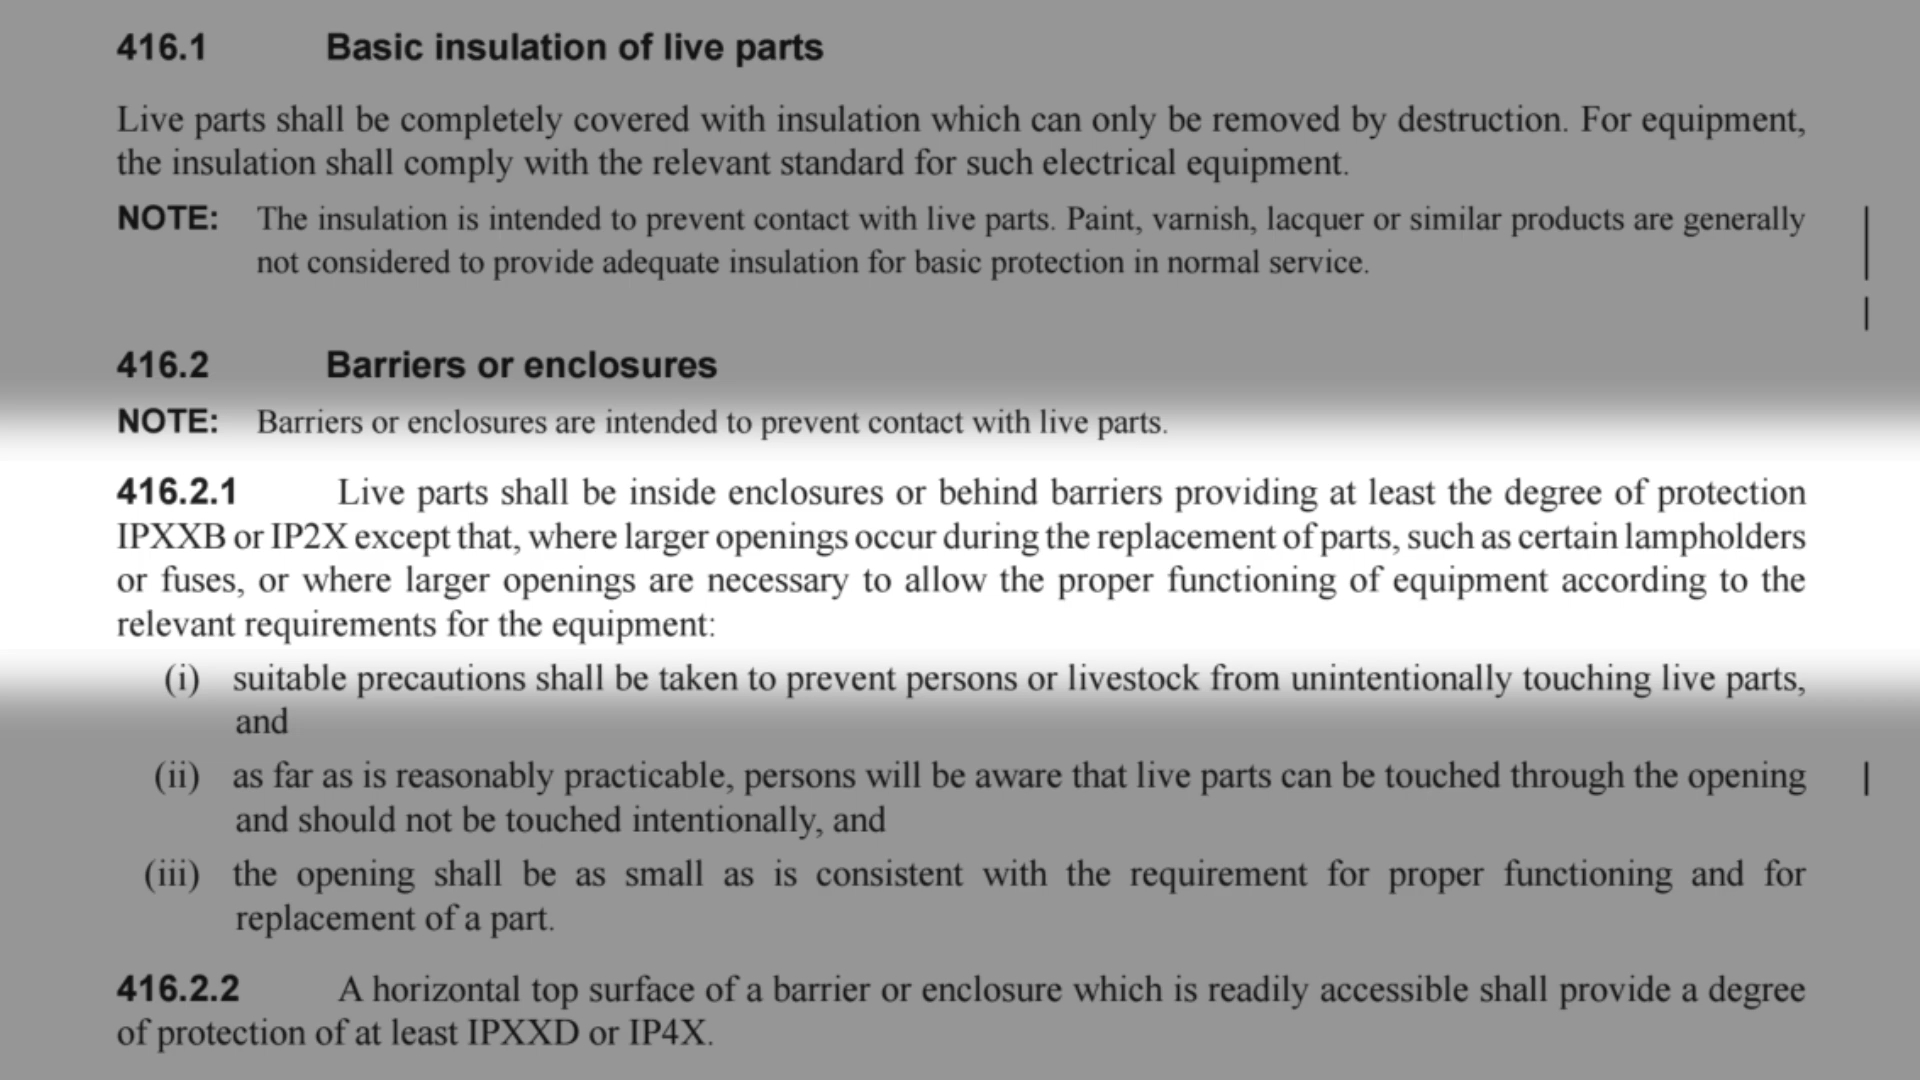 416.1 Basic insulation of live parts
Live parts shall be completely covered with insulation which can only be removed by destruction. For equipment,
the insulation shall comply with the relevant standard for such electrical equipment.
NOTE: The insulation is intended to prevent contact with live parts. Paint, varnish, lacquer or similar products are generally
not considered to provide adequate insulation for basic protection in normal service.
416.2 Barriers or enclosures
NOTE: Barriers or enclosures are intended to prevent contact with live parts.
416.2.1 Live parts shall be inside enclosures or behind barriers providing at least the degree of protection
IPXXB or IP2X except that, where larger openings occur during the replacement of parts, such as certain lampholders
or fuses, or where larger openings are necessary to allow the proper functioning of equipment according to the
relevant requirements for the equipment:
(i) suitable precautions shall be taken to prevent persons or livestock from unintentionally touching live parts,
and
(ii) as far as is reasonably practicable, persons will be aware that live parts can be touched through the opening
and should not be touched intentionally, and
(iii) the opening shall be as small as is consistent with the requirement for proper functioning and for
replacement of a part.
416.2.2 A horizontal top surface of a barrier or enclosure which is readily accessible shall provide a degree
of protection of at least IPXXD or IP4X.